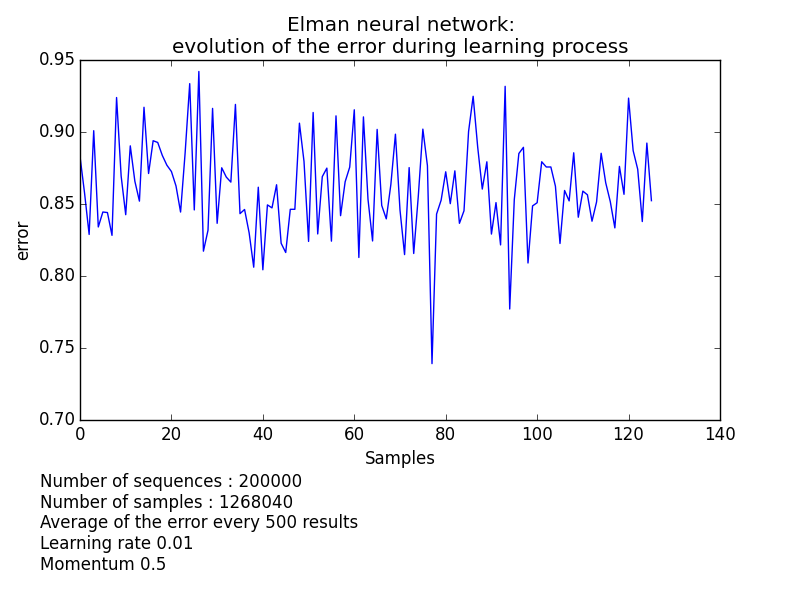 Elman neural network:
evolution of the error during learning process
0.95
0.90
0.85
0.80
0.75
0.70
error
0 20 40 60 80 100 120 140
Samples
Number of sequences : 200000
Number of samples : 1268040
Average of the error every 500 results
Learning rate 0.01
Momentum 0.5